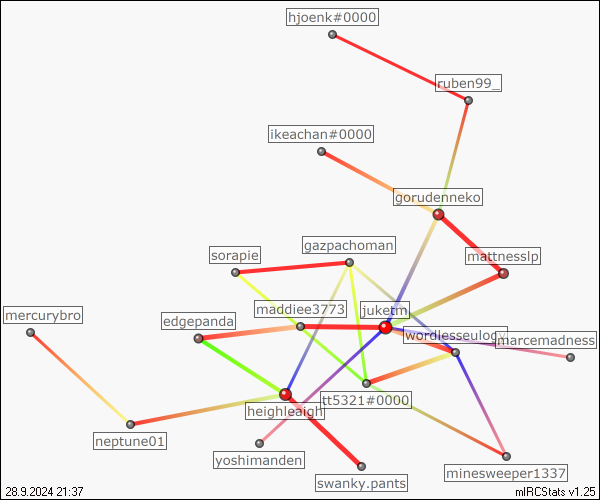 hjoenk#0000
ruben99_
ikeachan#0000
gorudenneko
gazpachoman
sorapie
mattnesslp
mercurybro
maddiee3773
juketm
edgepanda
wordlesseulogy
marcemadness
tt5321#0000
heighleaigh
neptune01
yoshimanden
minesweeper1337
swanky.pants
28.9.2024 21:37
mIRCStats v1.25